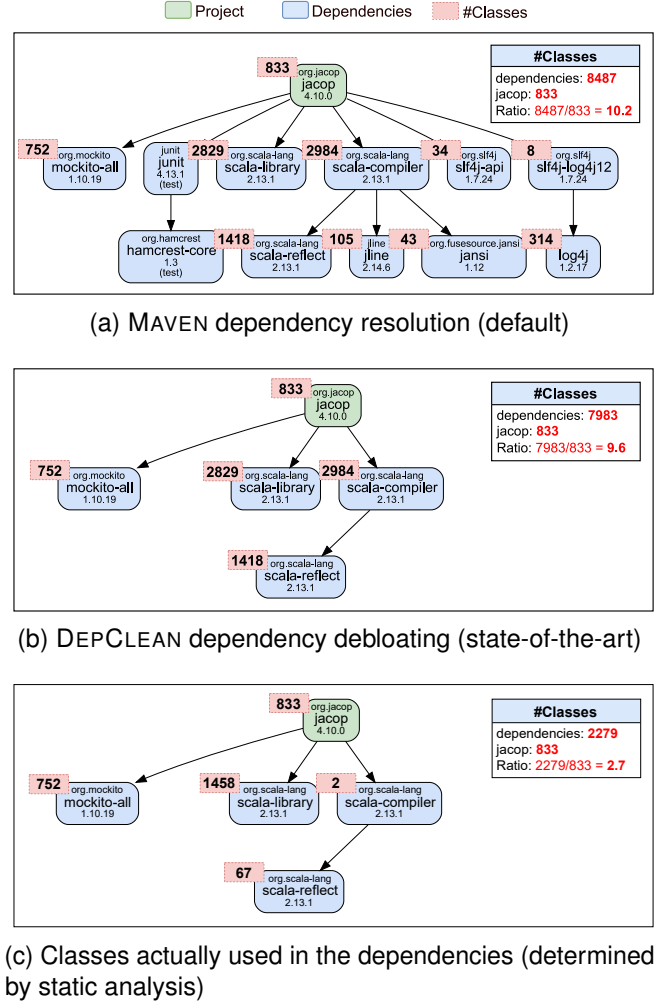 Project
Dependencies
#Classes
833
org.jacop
jacop
4.10.0
#Classes
dependencies: 8487
jacop: 833
Ratio: 8487/833 = 10.2
752
org.mockito
mockito-all
1.10.19
junit
junit
4.13.1
(test)
2829
org.scala-lang
scala-library
2.13.1
2984
org.scala-lang
scala-compiler
2.13.1
34
org.slf4j
slf4j-api
1.7.24
8
org.slf4j
slf4j-log4j12
1.7.24
org.hamcrest
hamcrest-core
1.3
(test)
1418
org.scala-lang
scala-reflect
2.13.1
105
jline
jline
2.14.6
43
org.fusesource.jansi
jansi
1.12
314
log4j
1.2.17
(a) MAVEN dependency resolution (default)
833
org.jacop
jacop
4.10.0
#Classes
dependencies: 7983
jacop: 833
Ratio: 7983/833 = 9.6
752
org.mockito
mockito-all
1.10.19
2829
org.scala-lang
scala-library
2.13.1
2984
org.scala-lang
scala-compiler
2.13.1
1418
org.scala-lang
scala-reflect
2.13.1
(b) DEPCLEAN dependency debloating (state-of-the-art)
833
org.jacop
jacop
4.10.0
#Classes
dependencies: 2279
jacop: 833
Ratio: 2279/833 = 2.7
752
org.mockito
mockito-all
1.10.19
1458
org.scala-lang
scala-library
2.13.1
2
org.scala-lang
scala-compiler
2.13.1
67
org.scala-lang
scala-reflect
2.13.1
(c) Classes actually used in the dependencies (determined
by static analysis)